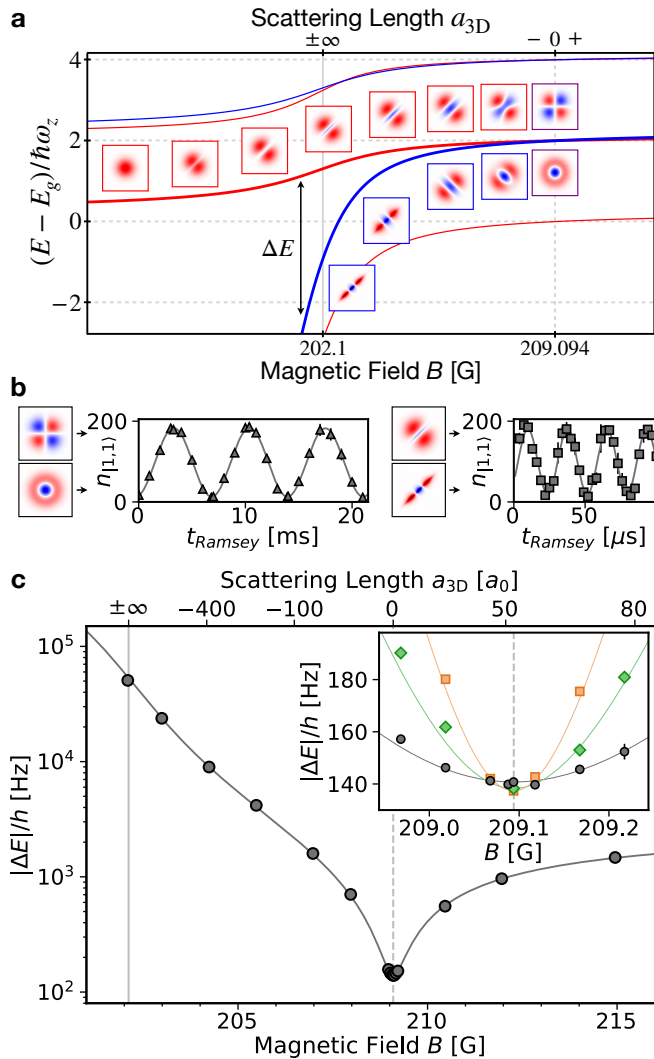 a
Scattering Length a3D
±∞
− 0 +
4
2
0
−2
(E − Eg)/ℏωz
ΔE
202.1
209.094
Magnetic Field B [G]
b
200
0
n|1,1⟩
0
10
20
tRamsey [ms]
200
0
n|1,1⟩
0
50
tRamsey [μs]
c
Scattering Length a3D [a0]
±∞
−400
−100
0
50
80
10^5
10^4
10^3
10^2
|ΔE|/h [Hz]
180
160
140
|ΔE|/h [Hz]
209.0
209.1
209.2
B [G]
205
210
215
Magnetic Field B [G]